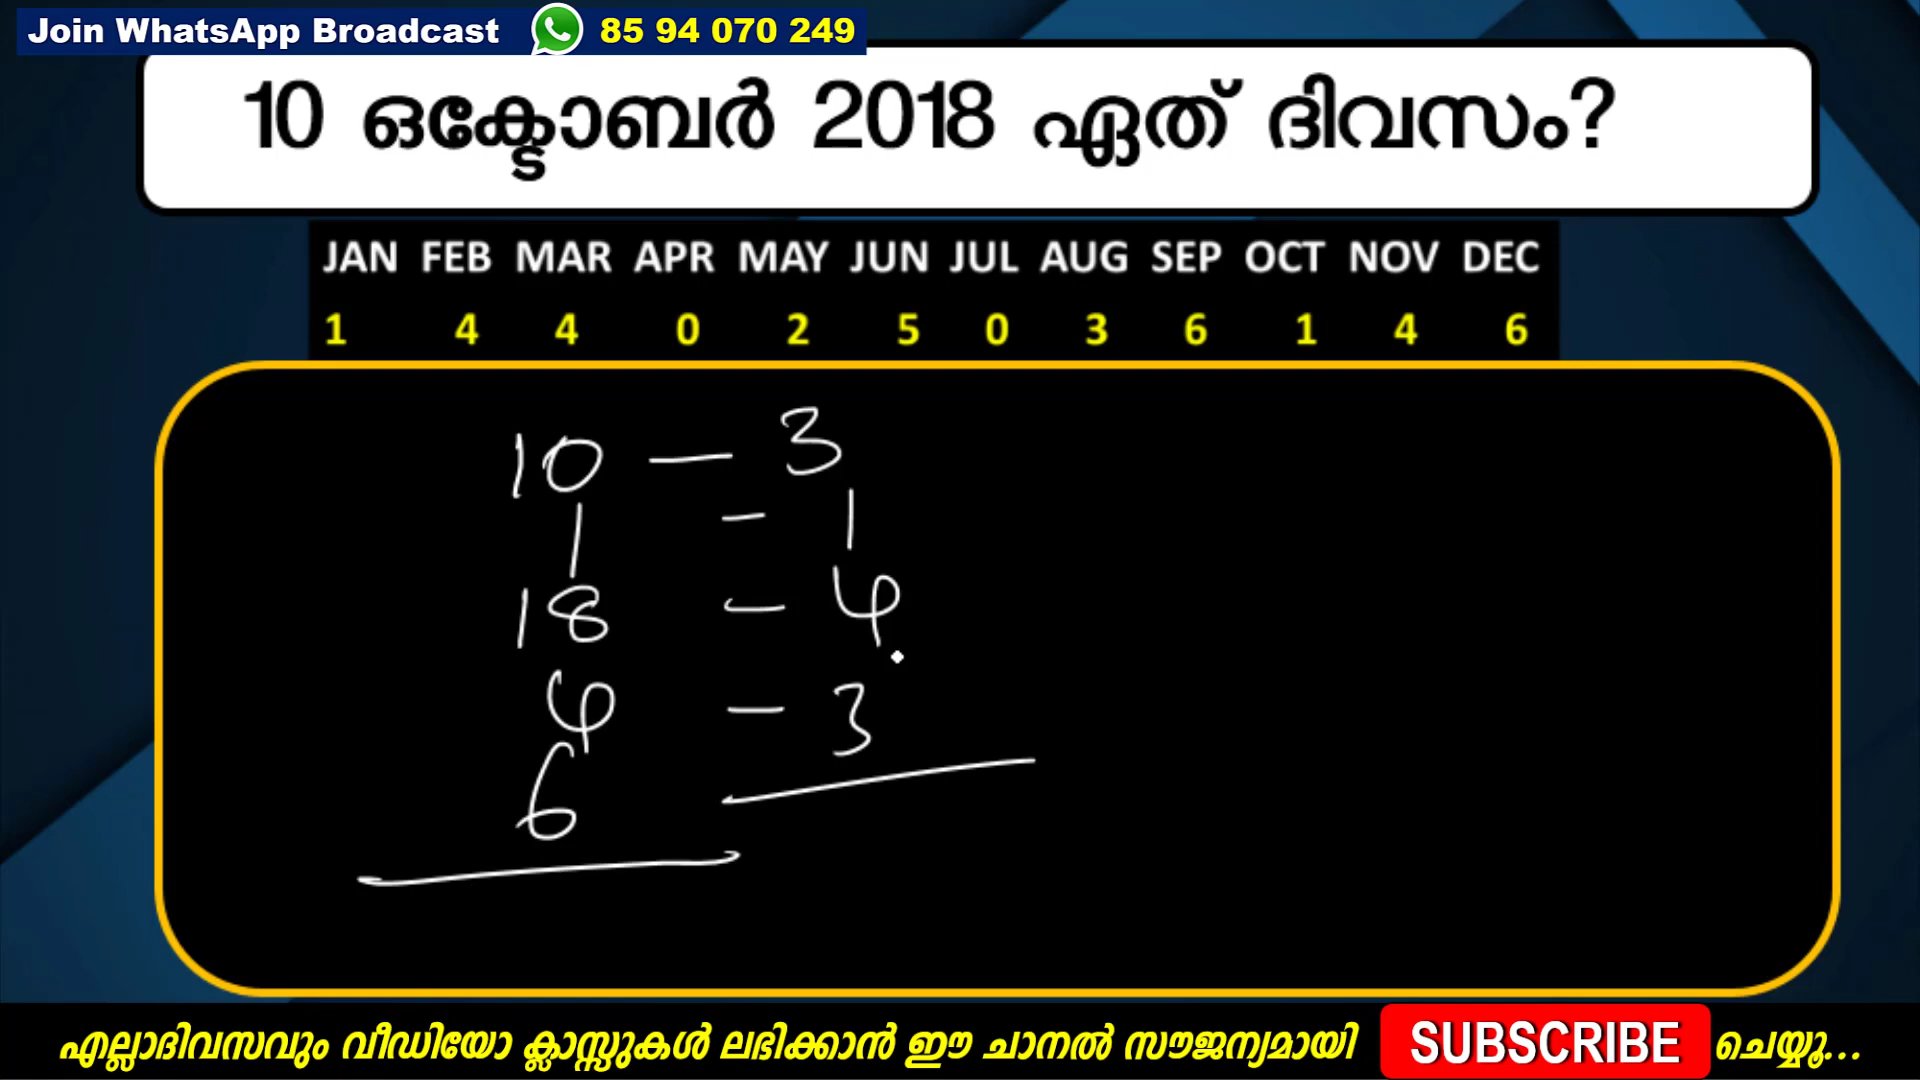 Join WhatsApp Broadcast 85 94 070 249
10 ഒക്ടോബർ 2018 ഏത് ദിവസം?
JAN FEB MAR APR MAY JUN JUL AUG SEP OCT NOV DEC
1 4 4 0 2 5 0 3 6 1 4 6
10 — 3
1 - 1
18 - 4
4 - 3
6
എല്ലാദിവസവും വീഡിയോ ക്ലാസ്സുകൾ ലഭിക്കാൻ ഈ ചാനൽ സൗജന്യമായി SUBSCRIBE ചെയ്യൂ...